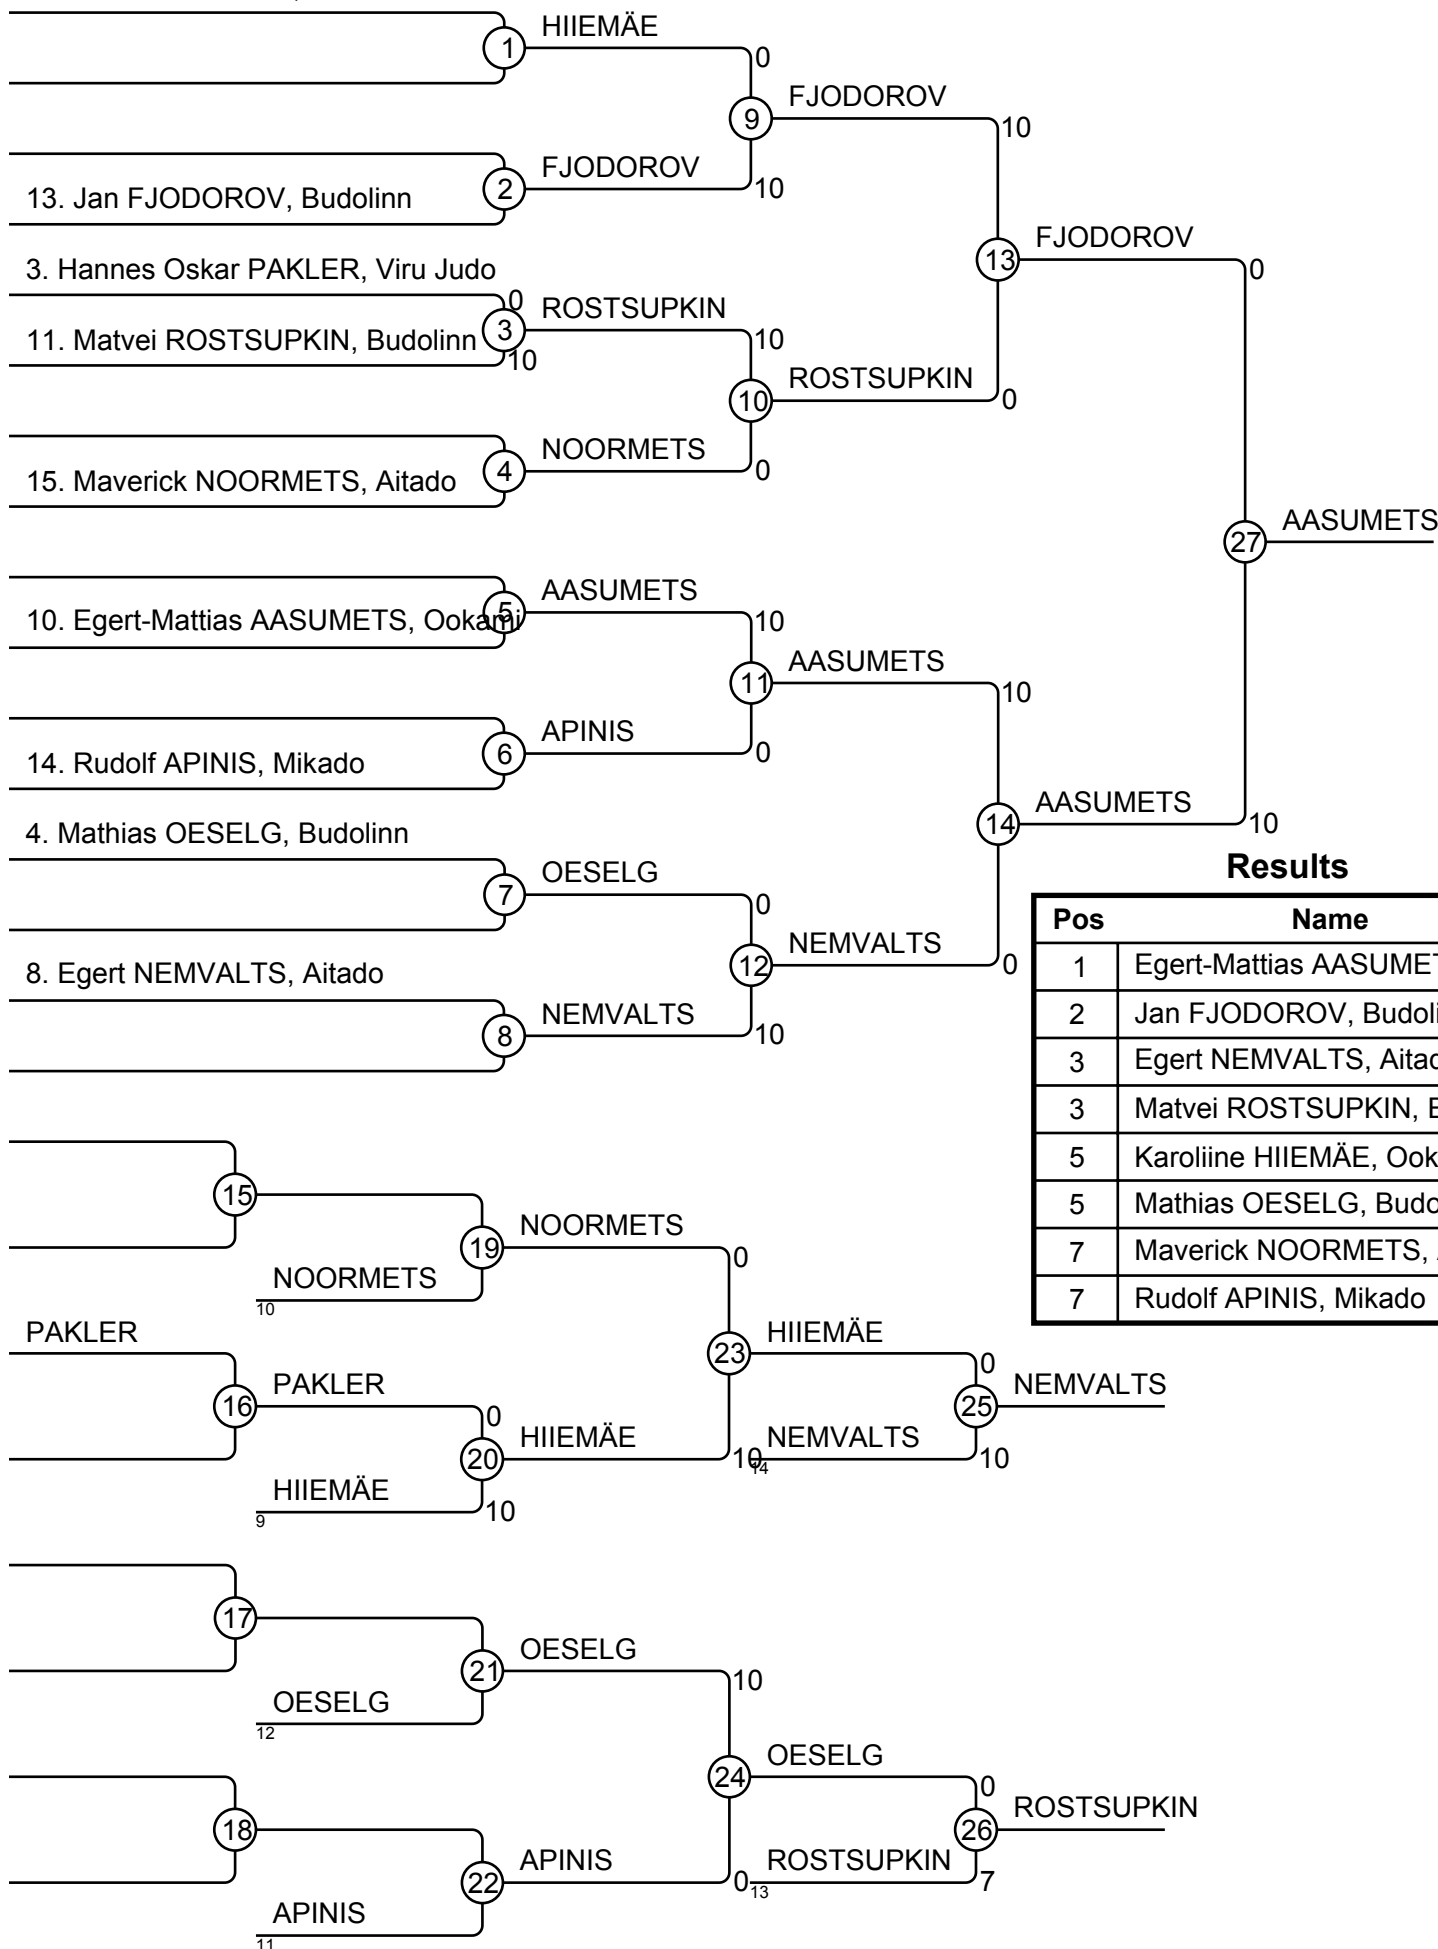 HIIEMÄE
1
0
FJODOROV
9
10
FJODOROV
2
10
13. Jan FJODOROV, Budolinn
FJODOROV
13
0
3. Hannes Oskar PAKLER, Viru Judo
0
ROSTSUPKIN
3
10
11. Matvei ROSTSUPKIN, Budolinn
10
ROSTSUPKIN
10
0
NOORMETS
4
0
15. Maverick NOORMETS, Aitado
AASUMETS
27
AASUMETS
5
10
10. Egert-Mattias AASUMETS, Ookami
AASUMETS
11
10
APINIS
6
0
14. Rudolf APINIS, Mikado
AASUMETS
14
10
4. Mathias OESELG, Budolinn
OESELG
7
0
NEMVALTS
12
0
8. Egert NEMVALTS, Aitado
NEMVALTS
8
10
Results
Pos Name
1 Egert-Mattias AASUME
2 Jan FJODOROV, Budoli
3 Egert NEMVALTS, Aitad
3 Matvei ROSTSUPKIN, B
5 Karoliine HIIEMÄE, Ook
5 Mathias OESELG, Budo
7 Maverick NOORMETS,
7 Rudolf APINIS, Mikado
15
NOORMETS
19
0
NOORMETS
10
PAKLER
HIIEMÄE
23
0
PAKLER
16
0
NEMVALTS
25
HIIEMÄE
20
10
NEMVALTS
14
10
HIIEMÄE
9
10
17
OESELG
21
10
OESELG
12
OESELG
24
0
18
ROSTSUPKIN
26
APINIS
22
0
ROSTSUPKIN
13
7
APINIS
11